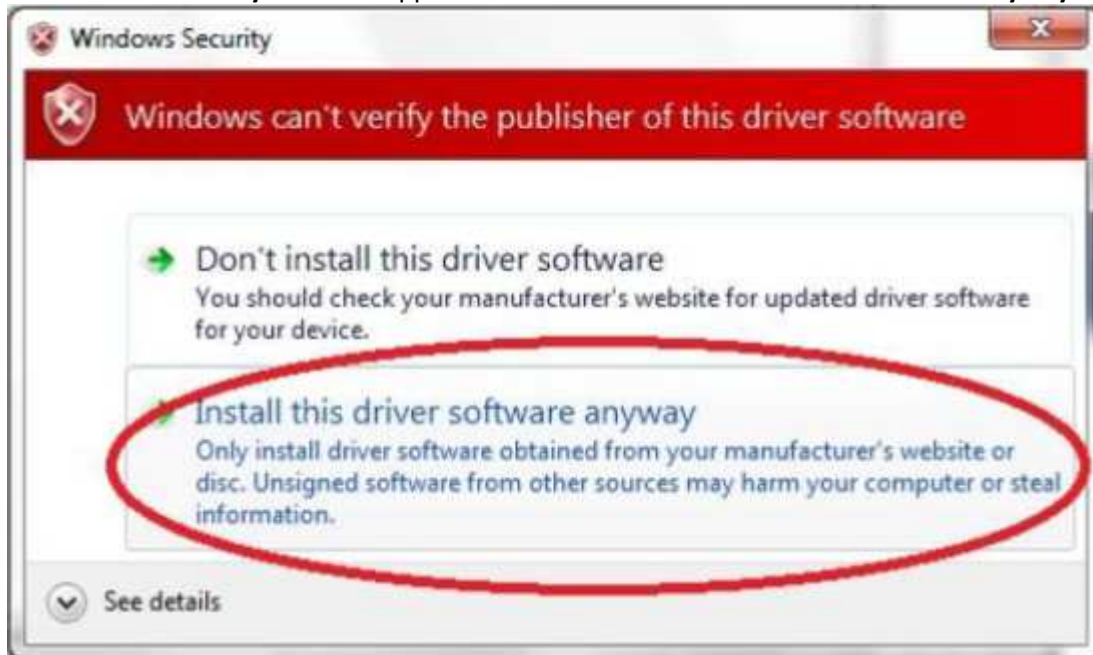 Windows Security
Windows can't verify the publisher of this driver software
Don't install this driver software
You should check your manufacturer's website for updated driver software
for your device.
Install this driver software anyway
Only install driver software obtained from your manufacturer's website or
disc. Unsigned software from other sources may harm your computer or steal
information.
See details